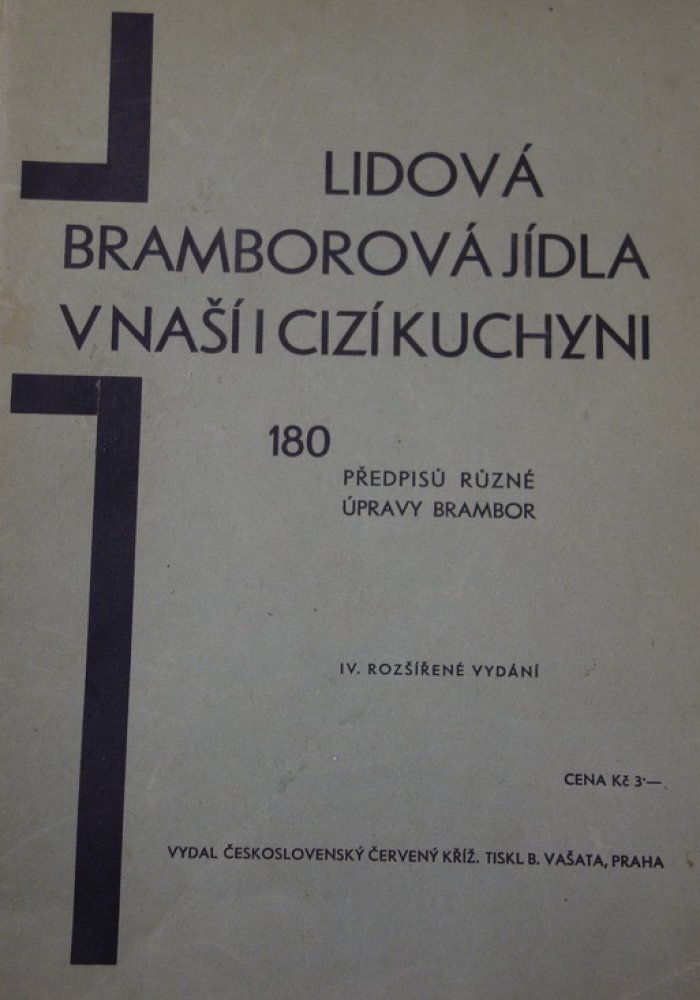 LIDOVÁ
BRAMBOROVÁ JÍDLA
V NAŠÍ I CIZÍ KUCHYNI
180
PŘEDPISŮ RŮZNÉ
ÚPRAVY BRAMBOR
IV. ROZŠÍŘENÉ VYDÁNÍ
CENA Kč 3·—
VYDAL ČESKOSLOVENSKÝ ČERVENÝ KŘÍŽ. TISKL B. VAŠATA, PRAHA